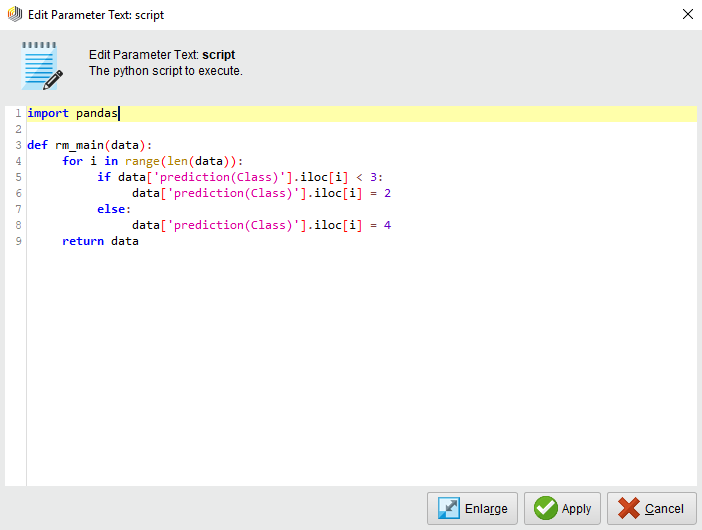 Edit Parameter Text: script
Edit Parameter Text: script
The python script to execute.
1 import pandas
2
3 def rm_main(data):
4     for i in range(len(data)):
5         if data['prediction(Class)'].iloc[i] < 3:
6             data['prediction(Class)'].iloc[i] = 2
7         else:
8             data['prediction(Class)'].iloc[i] = 4
9     return data
Enlarge Apply Cancel